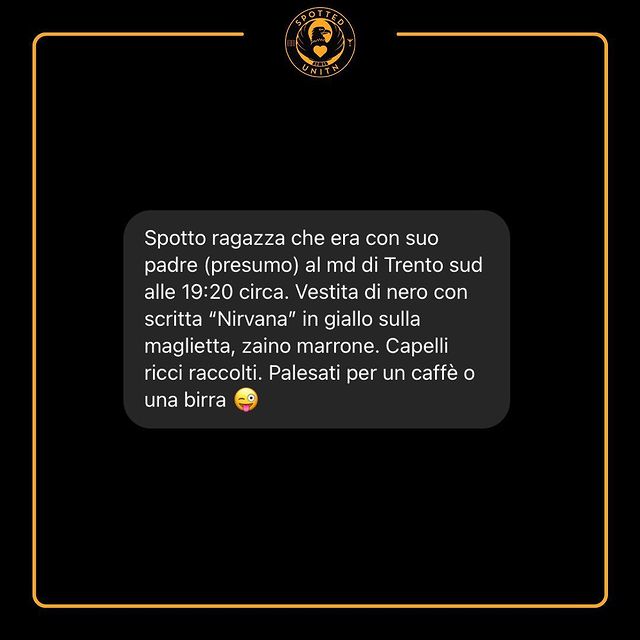 SPOTTED
UNITN
Spotto ragazza che era con suo
padre (presumo) al md di Trento sud
alle 19:20 circa. Vestita di nero con
scritta “Nirvana” in giallo sulla
maglietta, zaino marrone. Capelli
ricci raccolti. Palesati per un caffè o
una birra 😜